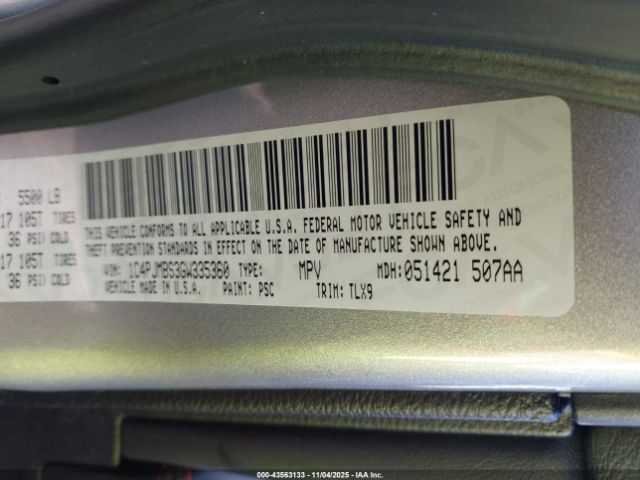 5500 LB
17 105T TIRES
36 PSI/COLD
17 105T TIRES
36 PSI/COLD
THIS VEHICLE CONFORMS TO ALL APPLICABLE U.S.A. FEDERAL MOTOR VEHICLE SAFETY AND
THEFT PREVENTION STANDARDS IN EFFECT ON THE DATE OF MANUFACTURE SHOWN ABOVE.
VIN: 1C4PJMBS3GW335360 TYPE: MPV MDH:051421 507AA
VEHICLE MADE IN U.S.A. PAINT: PSC TRIM: TLX9
000-43563133 - 11/04/2025 - IAA Inc.